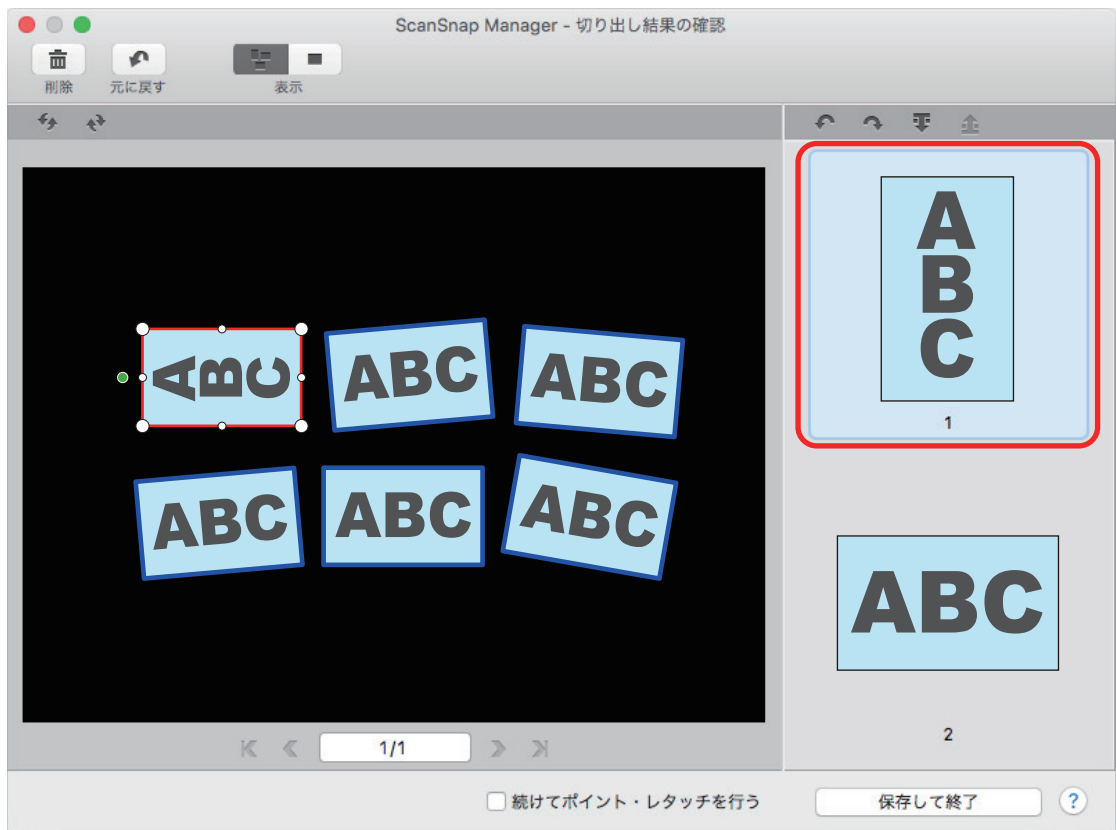 ScanSnap Manager - 切り出し結果の確認
削除 元に戻す 表示
ABC ABC ABC
ABC ABC ABC
1/1
A
B
C
1
ABC
2
続けてポイント・レタッチを行う 保存して終了 ?